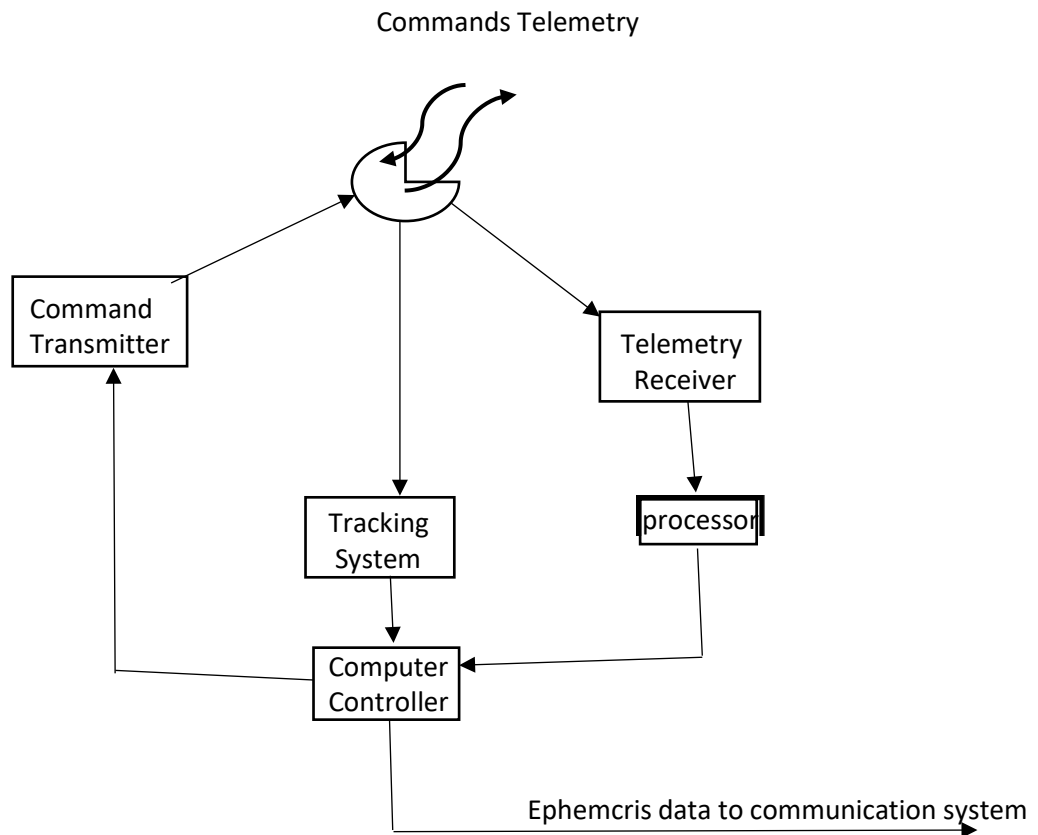 Commands Telemetry
Command
Transmitter
Telemetry
Receiver
Tracking
System
processor
Computer
Controller
Ephemcris data to communication system